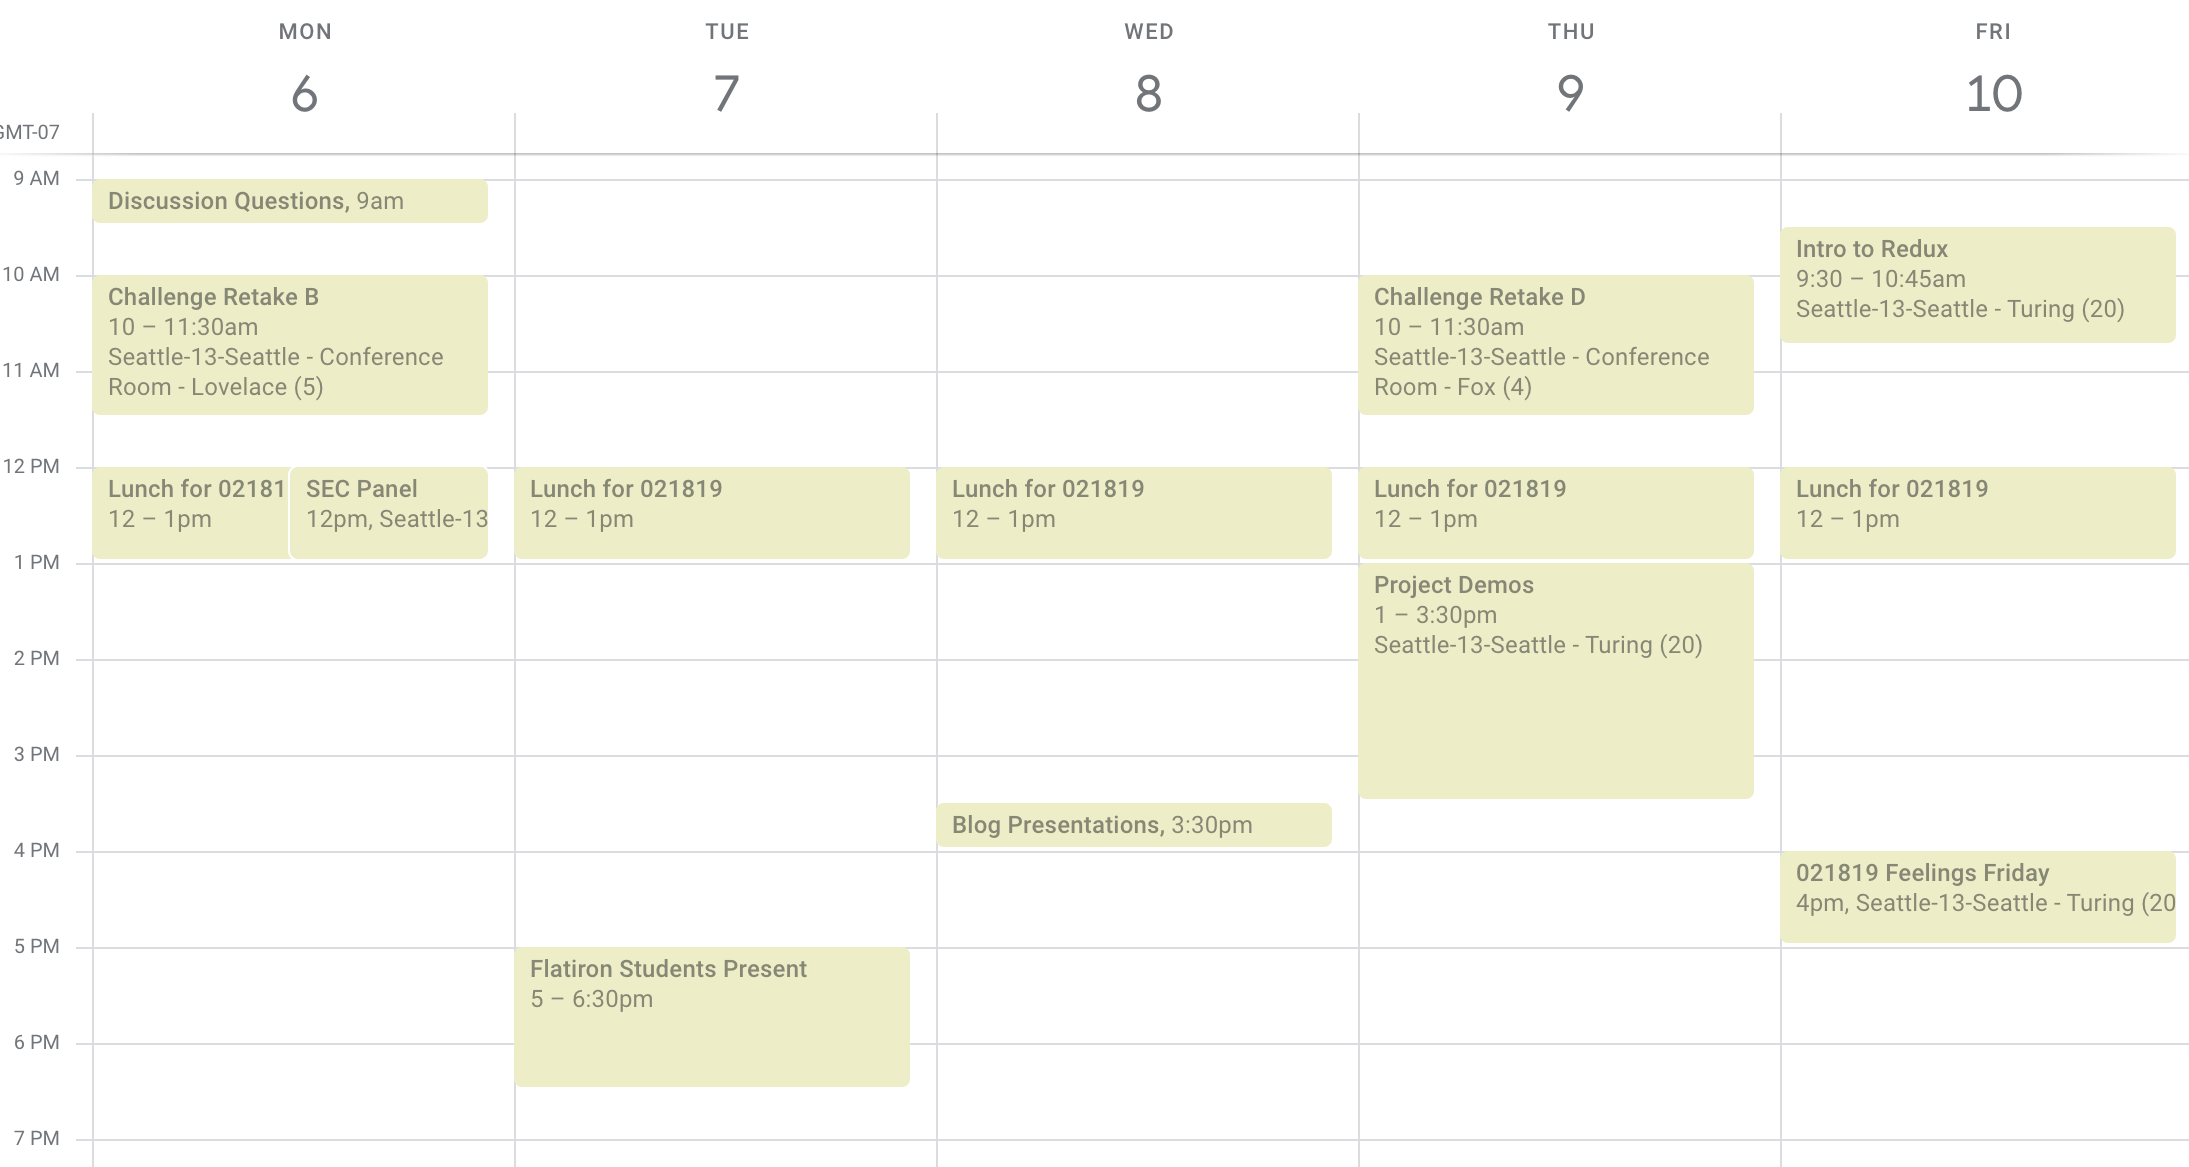 MON
6
TUE
7
WED
8
THU
9
FRI
10
GMT-07
9 AM
10 AM
11 AM
12 PM
1 PM
2 PM
3 PM
4 PM
5 PM
6 PM
7 PM
Discussion Questions, 9am
Challenge Retake B
10 – 11:30am
Seattle-13-Seattle - Conference
Room - Lovelace (5)
Lunch for 02181
12 – 1pm
SEC Panel
12pm, Seattle-13
Lunch for 021819
12 – 1pm
Flatiron Students Present
5 – 6:30pm
Lunch for 021819
12 – 1pm
Blog Presentations, 3:30pm
Challenge Retake D
10 – 11:30am
Seattle-13-Seattle - Conference
Room - Fox (4)
Lunch for 021819
12 – 1pm
Project Demos
1 – 3:30pm
Seattle-13-Seattle - Turing (20)
Intro to Redux
9:30 – 10:45am
Seattle-13-Seattle - Turing (20)
Lunch for 021819
12 – 1pm
021819 Feelings Friday
4pm, Seattle-13-Seattle - Turing (20